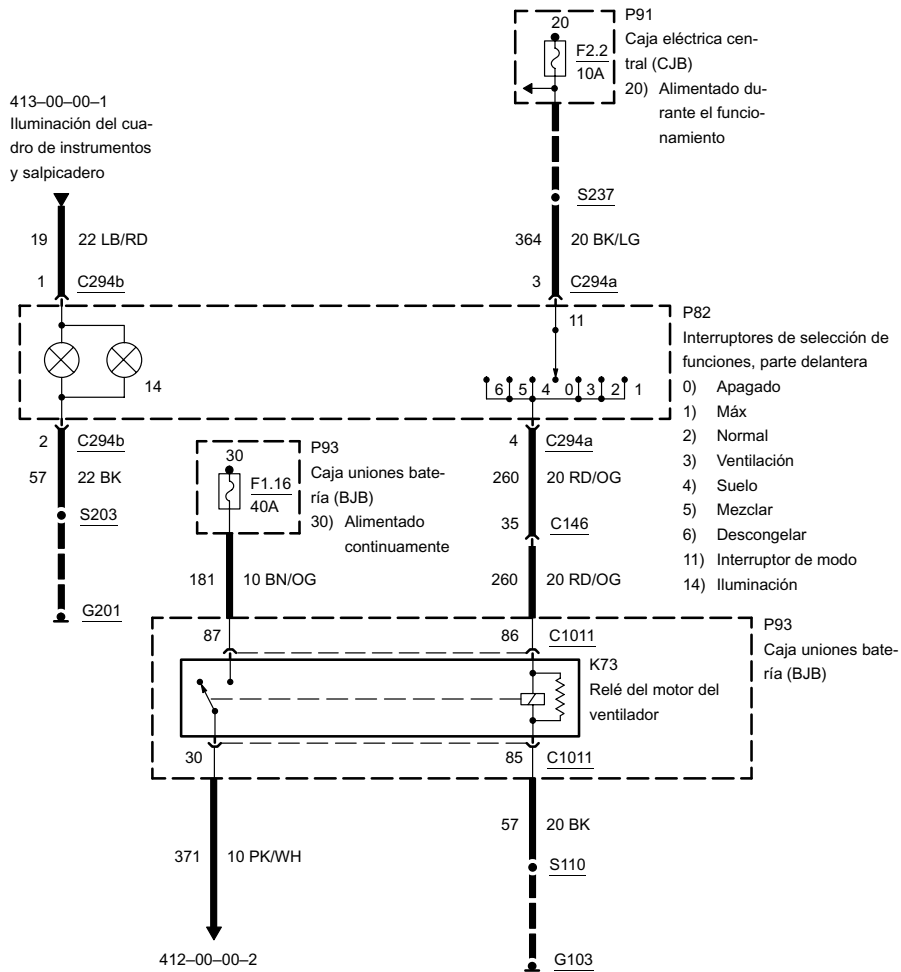 P91
20
Caja eléctrica cen-
tral (CJB)
F2.2
10A
20) Alimentado du-
rante el funcio-
namiento
413–00–00–1
Iluminación del cua-
dro de instrumentos
y salpicadero
S237
19 22 LB/RD
364 20 BK/LG
1 C294b
3 C294a
P82
11
Interruptores de selección de
funciones, parte delantera
0) Apagado
1) Máx
2) Normal
3) Ventilación
4) Suelo
5) Mezclar
6) Descongelar
11) Interruptor de modo
14) Iluminación
14
6 5 4 0 3 2 1
2 C294b
4 C294a
57 22 BK
260 20 RD/OG
S203
35 C146
G201
P93
30
Caja uniones bate-
ría (BJB)
F1.16
40A
30) Alimentado
continuamente
181 10 BN/OG
260 20 RD/OG
P93
Caja uniones bate-
ría (BJB)
87
86 C1011
K73
Relé del motor del
ventilador
30
85 C1011
57 20 BK
371 10 PK/WH
S110
412–00–00–2
G103